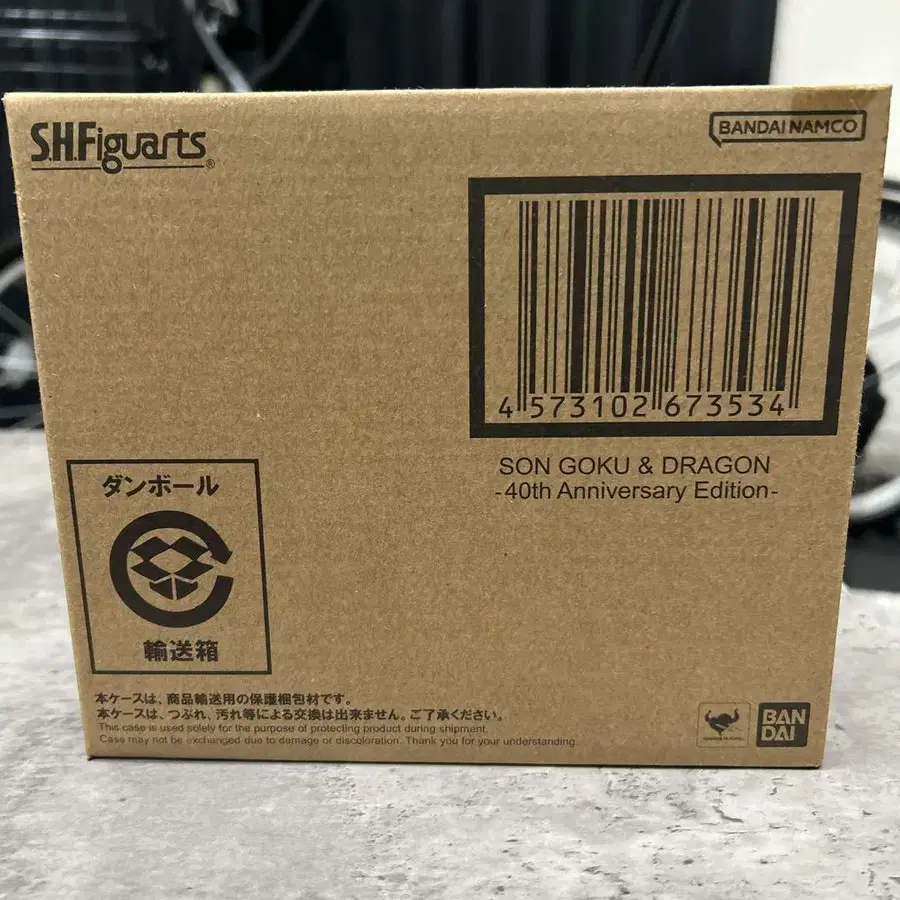 S.H.Figuarts®
BANDAI NAMCO
4 573102 673534
SON GOKU & DRAGON
-40th Anniversary Edition-
ダンボール
輸送箱
本ケースは、商品輸送用の保護梱包材です。
本ケースは、つぶれ、汚れ等による交換は出来ません。ご了承ください。
This case is used solely for the purpose of protecting product during shipment.
Case may not be exchanged due to damage or discoloration. Thank you for your understanding.
BAN
DAI